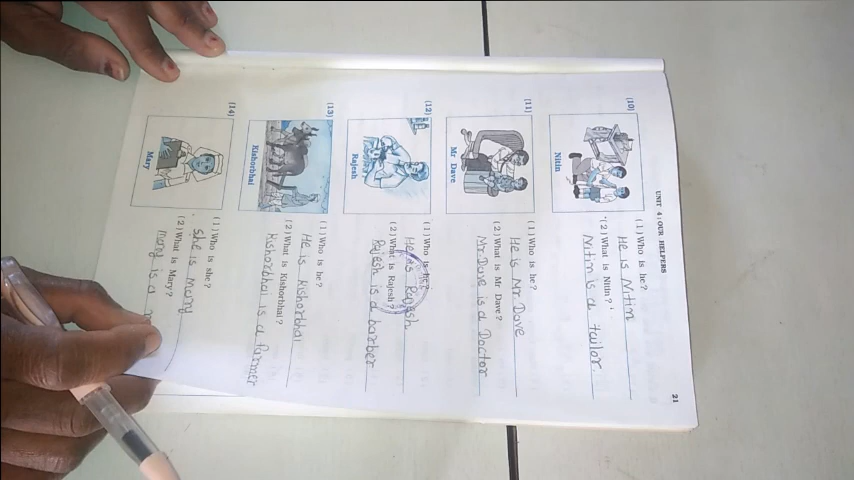 UNIT 4 : OUR HELPERS 21
(10)
Nitin
(1) Who is he?
He is Nitin
(2) What is Nitin?
Nitin is a tailor.
(11)
Mr Dave
(1) Who is he?
He is Mr. Dave
(2) What is Mr Dave?
Mr Dave is a Doctor
(12)
Rajesh
(1) Who is he?
He is Rajesh
(2) What is Rajesh?
Rajesh is a barber
(13)
Kishorbhai
(1) Who is he?
He is Kishorbhai
(2) What is Kishorbhai?
Kishorbhai is a farmer
(14)
Mary
(1) Who is she?
She is mary
(2) What is Mary?
mary is a